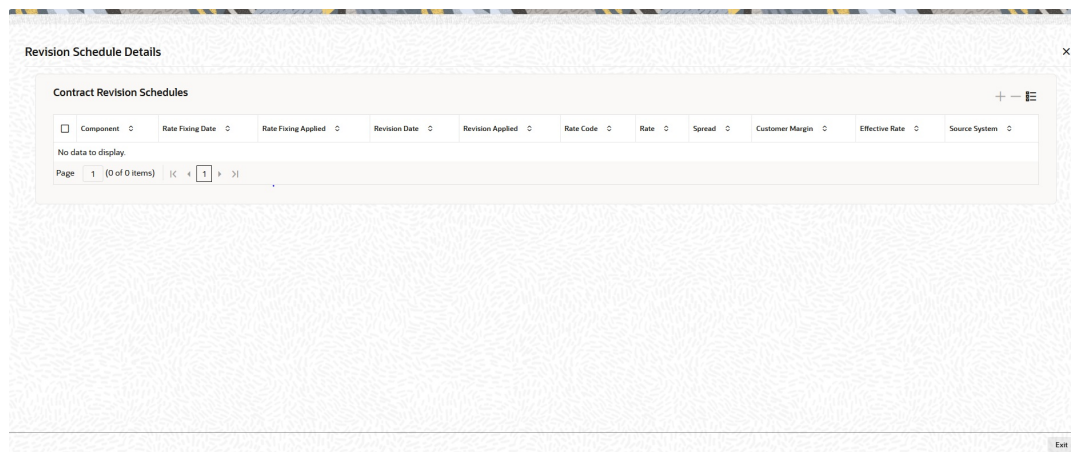 Revision Schedule Details
Contract Revision Schedules
Component Rate Fixing Date Rate Fixing Applied Revision Date Revision Applied Rate Code Rate Spread Customer Margin Effective Rate Source System
No data to display.
Page 1 (0 of 0 items) 1
Exit